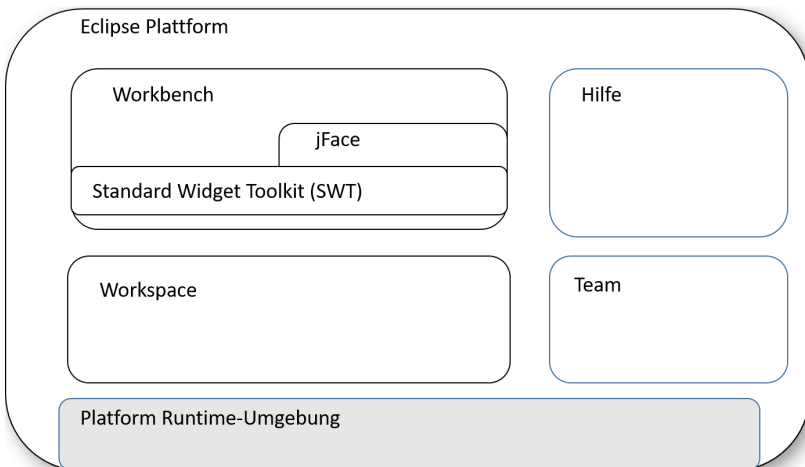 Eclipse Plattform
Workbench
Hilfe
jFace
Standard Widget Toolkit (SWT)
Workspace
Team
Platform Runtime-Umgebung